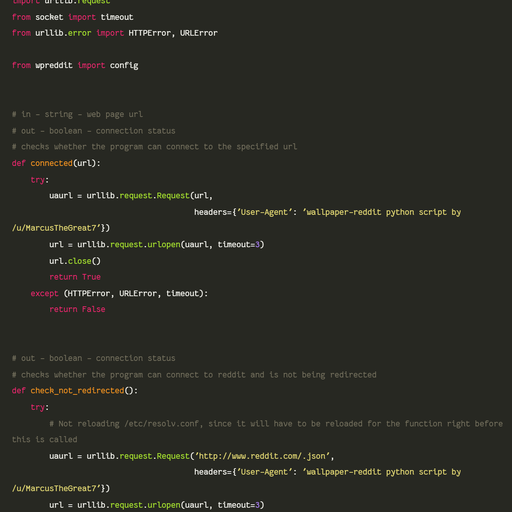 import urllib.request
from socket import timeout
from urllib.error import HTTPError, URLError
from wpreddit import config
# in – string – web page url
# out – boolean – connection status
# checks whether the program can connect to the specified url
def connected(url):
try:
uaurl = urllib.request.Request(url,
headers={'User-Agent': 'wallpaper-reddit python script by
/u/MarcusTheGreat7'})
url = urllib.request.urlopen(uaurl, timeout=3)
url.close()
return True
except (HTTPError, URLError, timeout):
return False
# out – boolean – connection status
# checks whether the program can connect to reddit and is not being redirected
def check_not_redirected():
try:
# Not reloading /etc/resolv.conf, since it will have to be reloaded for the function right before
this is called
uaurl = urllib.request.Request('http://www.reddit.com/.json',
headers={'User-Agent': 'wallpaper-reddit python script by
/u/MarcusTheGreat7'})
url = urllib.request.urlopen(uaurl, timeout=3)